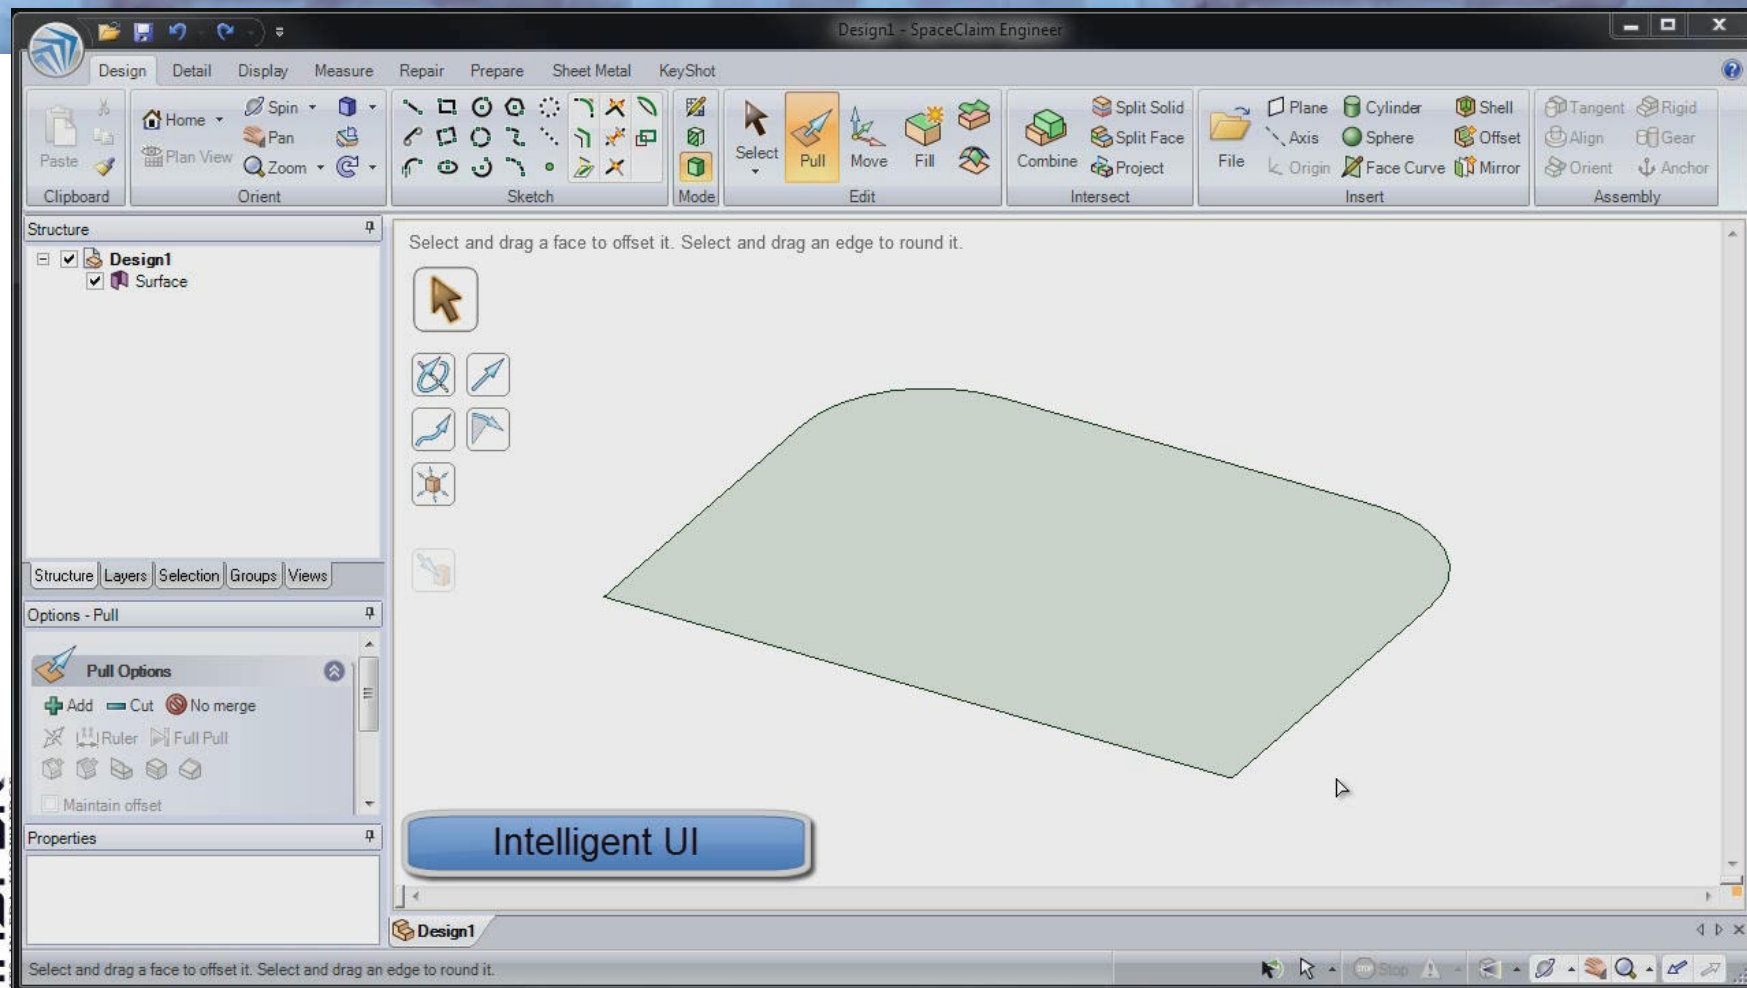 Design1 - SpaceClaim Engineer
Design Detail Display Measure Repair Prepare Sheet Metal KeyShot
Paste
Clipboard
Home
Plan View
Spin
Pan
Zoom
Orient
Sketch
Mode
Select
Pull
Move
Fill
Edit
Combine
Split Solid
Split Face
Project
Intersect
File
Plane
Axis
Origin
Cylinder
Sphere
Face Curve
Shell
Offset
Mirror
Insert
Tangent
Align
Orient
Rigid
Gear
Anchor
Assembly
Structure
Design1
Surface
Structure Layers Selection Groups Views
Options - Pull
Pull Options
Add Cut No merge
Ruler Full Pull
Maintain offset
Properties
Select and drag a face to offset it. Select and drag an edge to round it.
Intelligent UI
Design1
Select and drag a face to offset it. Select and drag an edge to round it.
Stop